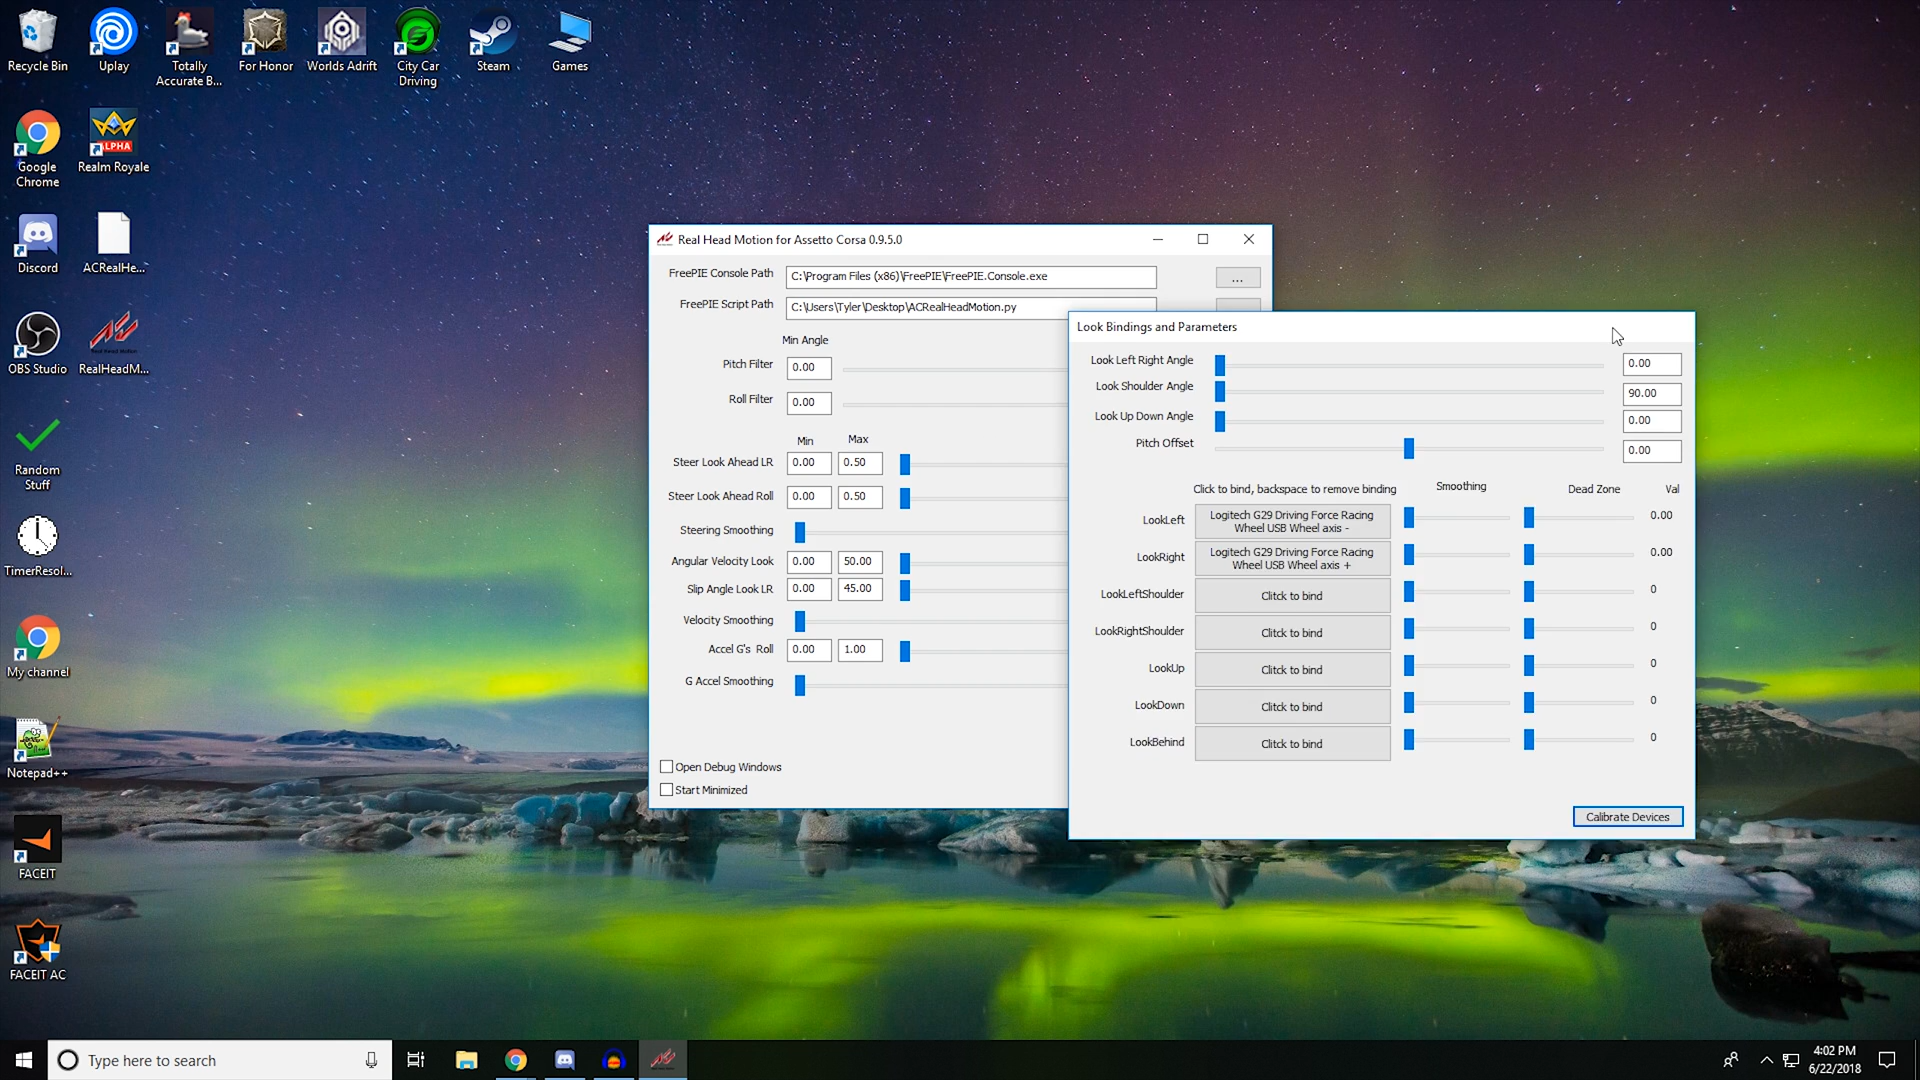 Recycle Bin
Uplay
Totally
Accurate B...
For Honor
Worlds Adrift
City Car
Driving
Steam
Games
Google
Chrome
ALPHA
Realm Royale
Discord
ACRealHe...
OBS Studio
RealHeadM...
Random
Stuff
TimerResol...
My channel
Notepad++
FACEIT
FACEIT AC
Real Head Motion for Assetto Corsa 0.9.5.0
FreePIE Console Path
C:\Program Files (x86)\FreePIE\FreePIE.Console.exe
...
FreePIE Script Path
C:\Users\Tyler\Desktop\ACRealHeadMotion.py
Min Angle
Pitch Filter
0.00
Roll Filter
0.00
Min
Max
Steer Look Ahead LR
0.00
0.50
Steer Look Ahead Roll
0.00
0.50
Steering Smoothing
Angular Velocity Look
0.00
50.00
Slip Angle Look LR
0.00
45.00
Velocity Smoothing
Accel G's Roll
0.00
1.00
G Accel Smoothing
Open Debug Windows
Start Minimized
Look Bindings and Parameters
Look Left Right Angle
0.00
Look Shoulder Angle
90.00
Look Up Down Angle
0.00
Pitch Offset
0.00
Click to bind, backspace to remove binding
Smoothing
Dead Zone
Val
LookLeft
Logitech G29 Driving Force Racing
Wheel USB Wheel axis -
0.00
LookRight
Logitech G29 Driving Force Racing
Wheel USB Wheel axis +
0.00
LookLeftShoulder
Clitck to bind
0
LookRightShoulder
Clitck to bind
0
LookUp
Clitck to bind
0
LookDown
Clitck to bind
0
LookBehind
Clitck to bind
0
Calibrate Devices
Type here to search
4:02 PM
6/22/2018